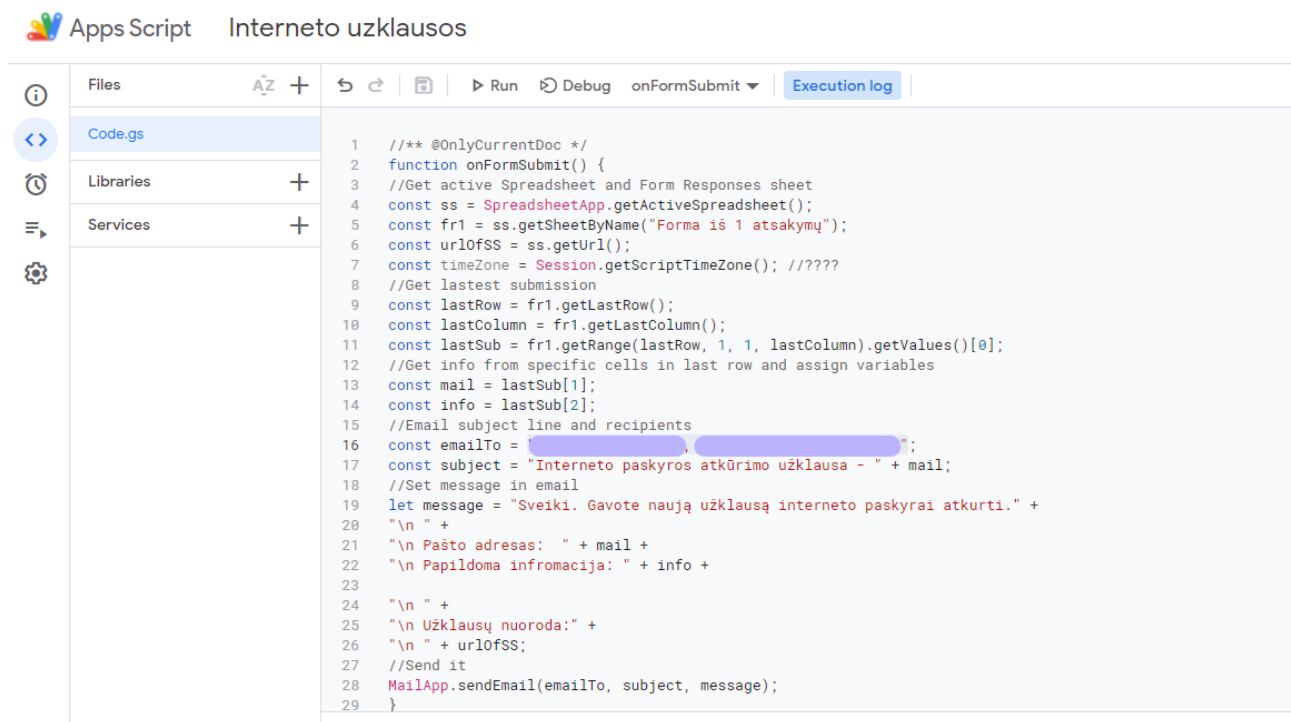 Apps Script Interneto uzklausos
Files AZ
Run Debug onFormSubmit Execution log
Code.gs
Libraries
Services
1 //** @OnlyCurrentDoc */
2 function onFormSubmit() {
3 //Get active Spreadsheet and Form Responses sheet
4 const ss = SpreadsheetApp.getActiveSpreadsheet();
5 const fr1 = ss.getSheetByName("Forma iš 1 atsakymų");
6 const urlOfSS = ss.getUrl();
7 const timeZone = Session.getScriptTimeZone(); //????
8 //Get lastest submission
9 const lastRow = fr1.getLastRow();
10 const lastColumn = fr1.getLastColumn();
11 const lastSub = fr1.getRange(lastRow, 1, 1, lastColumn).getValues()[0];
12 //Get info from specific cells in last row and assign variables
13 const mail = lastSub[1];
14 const info = lastSub[2];
15 //Email subject line and recipients
16 const emailTo = " , ";
17 const subject = "Interneto paskyros atkūrimo užklausa - " + mail;
18 //Set message in email
19 let message = "Sveiki. Gavote naują užklausą interneto paskyrai atkurti." +
20 "\n " +
21 "\n Pašto adresas:  " + mail +
22 "\n Papildoma infromacija: " + info +
23
24 "\n " +
25 "\n Užklausų nuoroda:" +
26 "\n " + urlOfSS;
27 //Send it
28 MailApp.sendEmail(emailTo, subject, message);
29 }